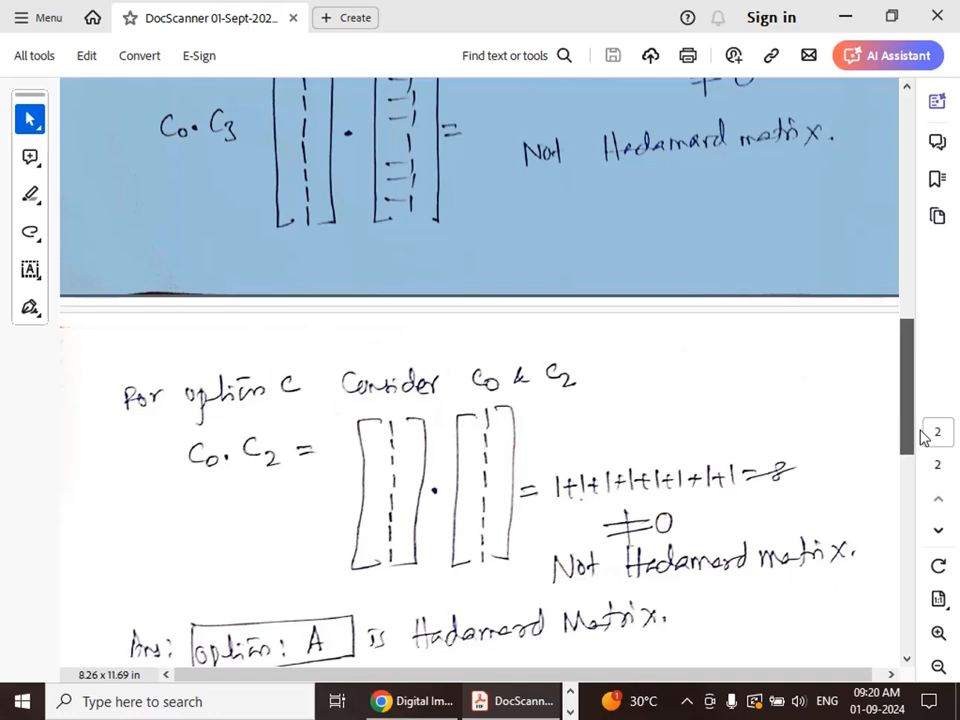 Menu DocScanner 01-Sept-202... × + Create Sign in
All tools Edit Convert E-Sign Find text or tools AI Assistant
≠ 0
C0 · C3 [ ] · [ ] =
Not Hadamard matrix.
For option C Consider C0 & C2
C0 · C2 = [ ] · [ ] = 1+1+1+1+1+1+1+1 = 8
≠ 0
Not Hadamard matrix.
Ans: option: A is Hadamard Matrix.
2
2
8.26 x 11.69 in
Type here to search Digital Im... DocScann... 30°C ENG 09:20 AM
01-09-2024